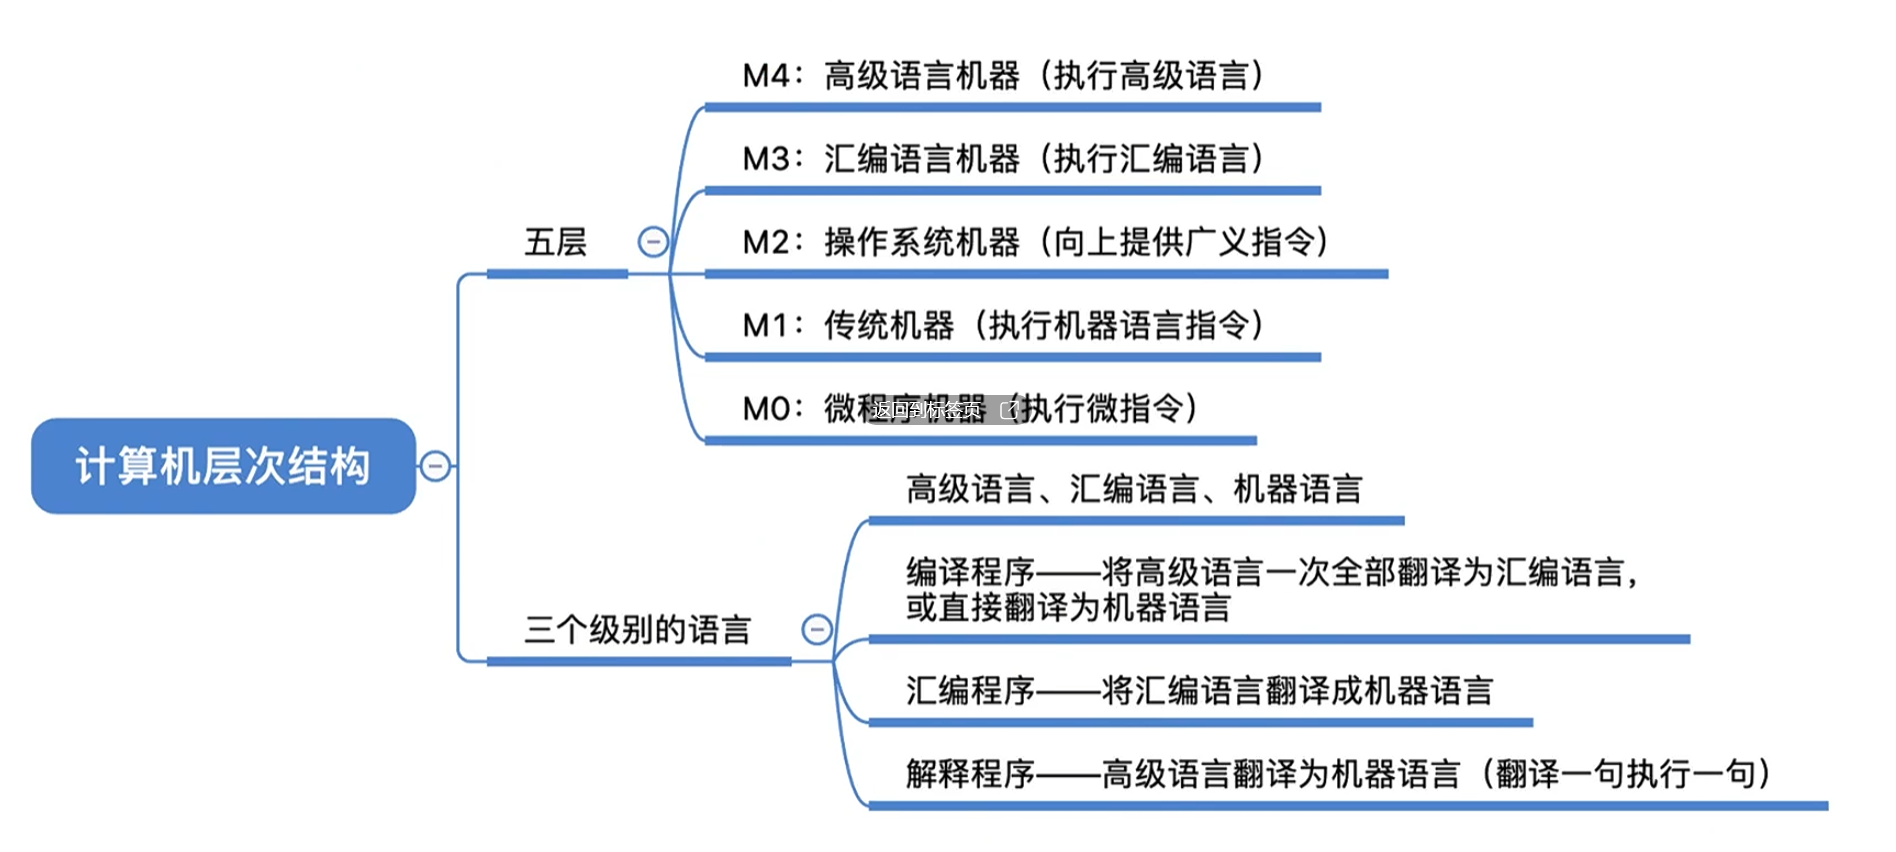 M4：高级语言机器（执行高级语言）
M3：汇编语言机器（执行汇编语言）
五层
M2：操作系统机器（向上提供广义指令）
M1：传统机器（执行机器语言指令）
M0：微程序机器（执行微指令）
返回到标签页
计算机层次结构
高级语言、汇编语言、机器语言
编译程序——将高级语言一次全部翻译为汇编语言，
或直接翻译为机器语言
三个级别的语言
汇编程序——将汇编语言翻译成机器语言
解释程序——高级语言翻译为机器语言（翻译一句执行一句）